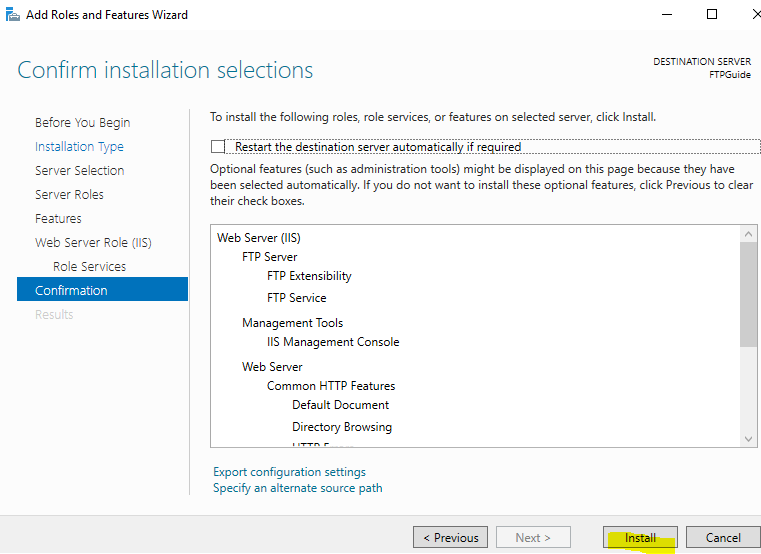 Add Roles and Features Wizard
Confirm installation selections
DESTINATION SERVER
FTPGuide
Before You Begin
Installation Type
Server Selection
Server Roles
Features
Web Server Role (IIS)
Role Services
Confirmation
Results
To install the following roles, role services, or features on selected server, click Install.
Restart the destination server automatically if required
Optional features (such as administration tools) might be displayed on this page because they have
been selected automatically. If you do not want to install these optional features, click Previous to clear
their check boxes.
Web Server (IIS)
FTP Server
FTP Extensibility
FTP Service
Management Tools
IIS Management Console
Web Server
Common HTTP Features
Default Document
Directory Browsing
Export configuration settings
Specify an alternate source path
< Previous
Next >
Install
Cancel